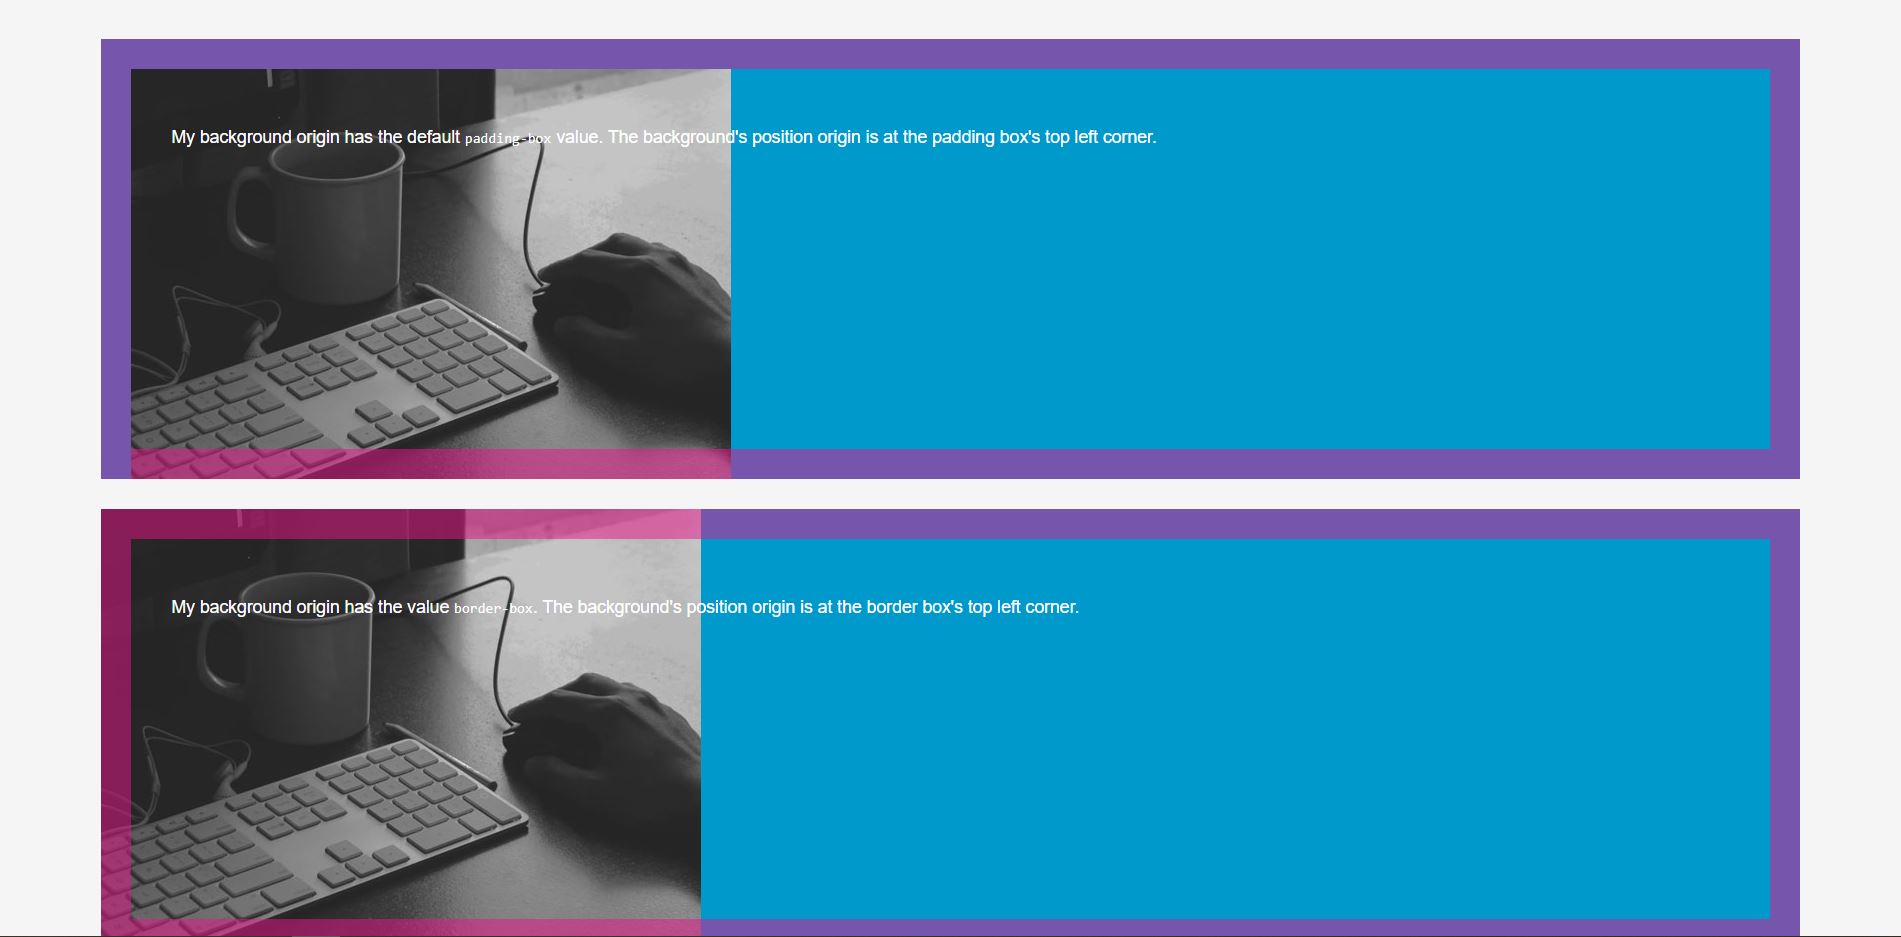 My background origin has the default padding-box value. The background's position origin is at the padding box's top left corner.
My background origin has the value border-box. The background's position origin is at the border box's top left corner.